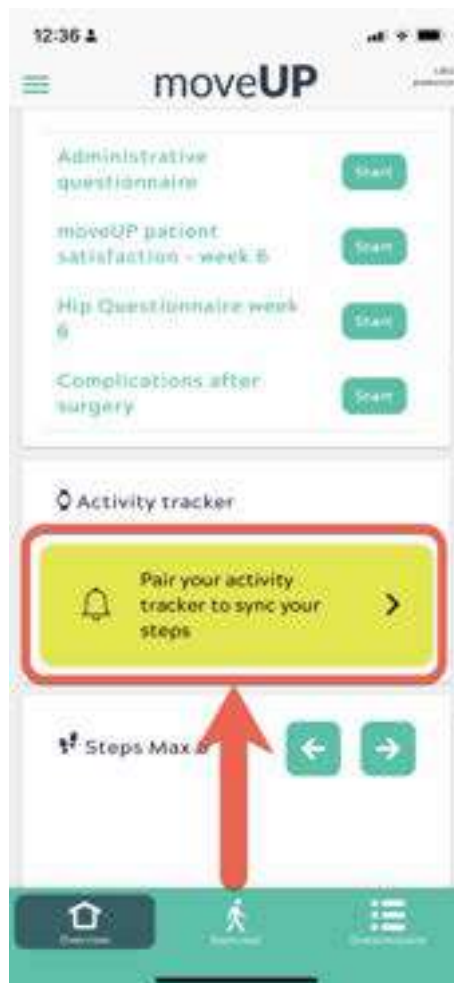 12:36
moveUP
Administrative
questionnaire
Start
moveUP patient
satisfaction - week 6
Start
Hip Questionnaire week
6
Start
Complications after
surgery
Start
Activity tracker
Pair your activity
tracker to sync your
steps
Steps Max
Overview
Exercises